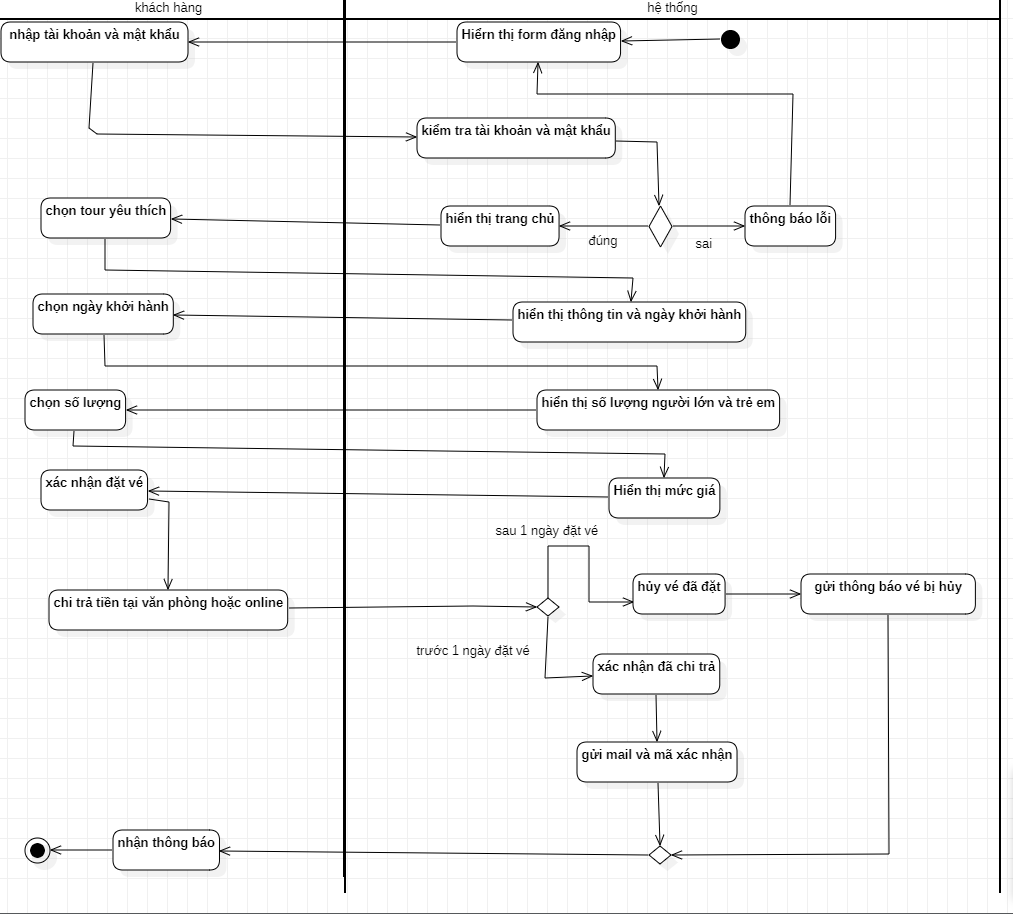 khách hàng
hệ thống
nhập tài khoản và mật khẩu
Hiểrn thị form đăng nhập
kiểm tra tài khoản và mật khẩu
chọn tour yêu thích
hiển thị trang chủ
thông báo lỗi
đúng
sai
chọn ngày khởi hành
hiển thị thông tin và ngày khởi hành
chọn số lượng
hiển thị số lượng người lớn và trẻ em
xác nhận đặt vé
Hiển thị mức giá
sau 1 ngày đặt vé
hủy vé đã đặt
gửi thông báo vé bị hủy
chi trả tiền tại văn phòng hoặc online
trước 1 ngày đặt vé
xác nhận đã chi trả
gửi mail và mã xác nhận
nhận thông báo